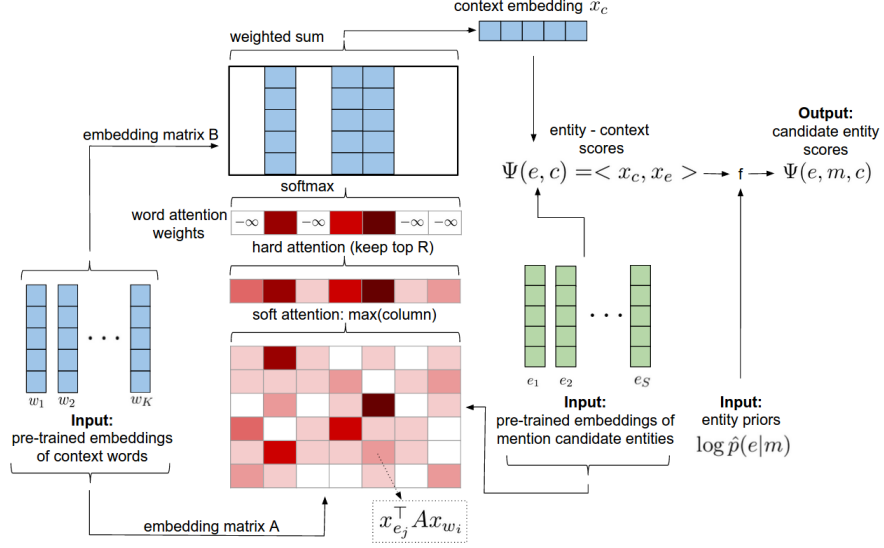 context embedding x_c
weighted sum
embedding matrix B
softmax
word attention
weights
−∞ −∞ −∞ −∞
hard attention (keep top R)
soft attention: max(column)
w_1 w_2 . . . w_K
Input:
pre-trained embeddings
of context words
embedding matrix A
x_{e_j}^⊤ A x_{w_i}
entity - context
scores
Ψ(e, c) =< x_c, x_e >
f
Output:
candidate entity
scores
Ψ(e, m, c)
e_1 e_2 . . . e_S
Input:
pre-trained embeddings of
mention candidate entities
Input:
entity priors
log p̂(e|m)